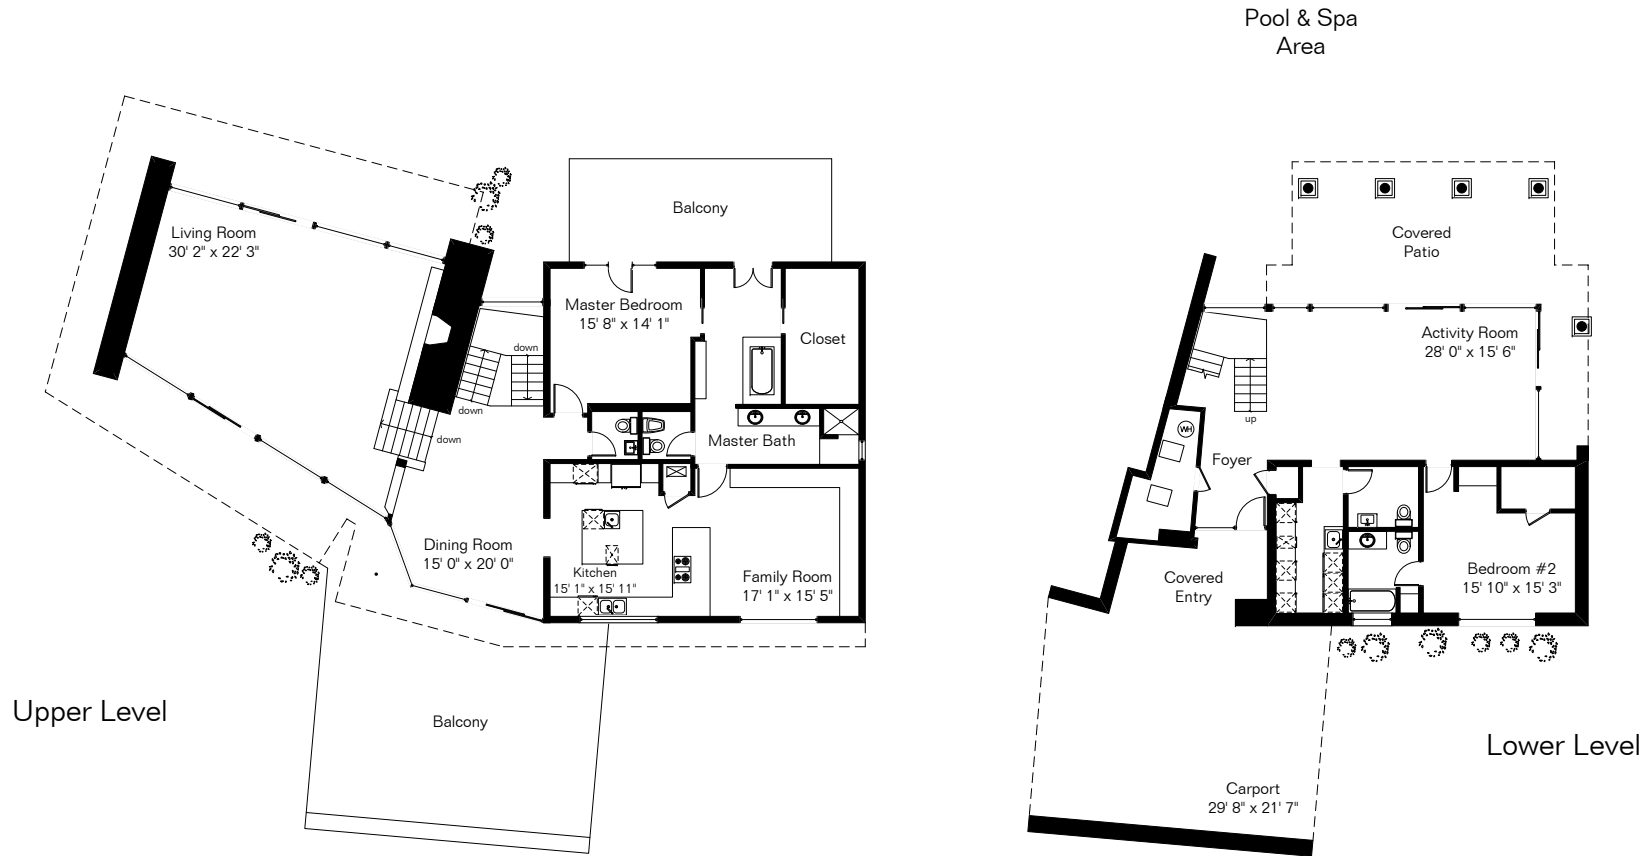 Pool & Spa
Area
Living Room
30' 2" x 22' 3"
Balcony
Master Bedroom
15' 8" x 14' 1"
Closet
down
down
down
Master Bath
Dining Room
15' 0" x 20' 0"
Kitchen
15' 1" x 15' 11"
Family Room
17' 1" x 15' 5"
Balcony
Upper Level
Covered
Patio
Activity Room
28' 0" x 15' 6"
up
WH
Foyer
Covered
Entry
Bedroom #2
15' 10" x 15' 3"
Carport
29' 8" x 21' 7"
Lower Level